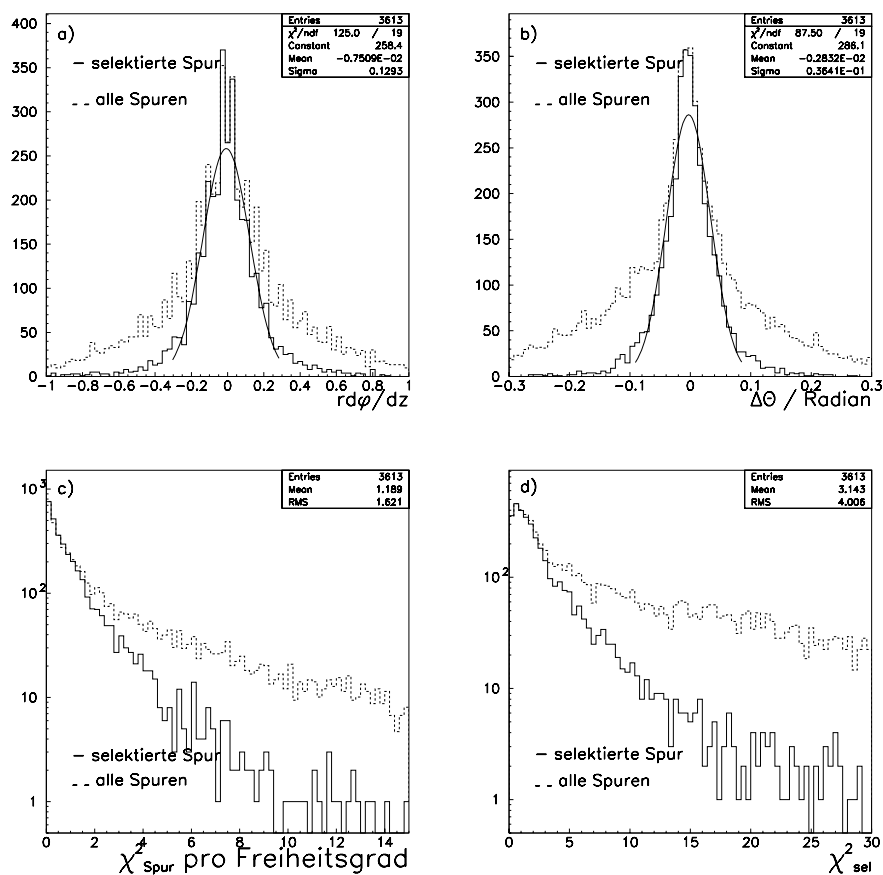 a)
Entries 3613
χ²/ndf 125.0 / 19
Constant 258.4
Mean -0.7509E-02
Sigma 0.1293
selektierte Spur
alle Spuren
400
350
300
250
200
150
100
50
0
-1 -0.8 -0.6 -0.4 -0.2 0 0.2 0.4 0.6 0.8 1
rdφ/dz
b)
Entries 3613
χ²/ndf 87.50 / 19
Constant 286.1
Mean -0.2832E-02
Sigma 0.3641E-01
selektierte Spur
alle Spuren
350
300
250
200
150
100
50
0
-0.3 -0.2 -0.1 0 0.1 0.2 0.3
ΔΘ / Radian
c)
Entries 3613
Mean 1.189
RMS 1.621
10³
10²
10
1
selektierte Spur
alle Spuren
0 2 4 6 8 10 12 14
χ²Spur pro Freiheitsgrad
d)
Entries 3613
Mean 3.143
RMS 4.006
10²
10
1
selektierte Spur
alle Spuren
0 5 10 15 20 25 30
χ²sel